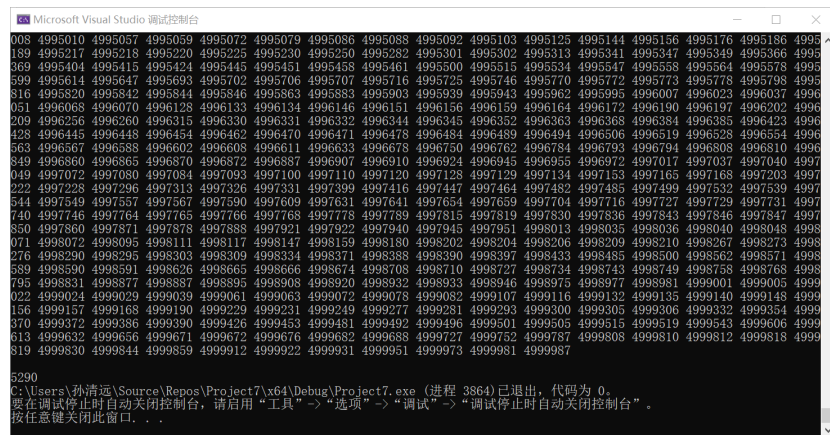 Microsoft Visual Studio 调试控制台
008 4995010 4995057 4995059 4995072 4995079 4995086 4995088 4995092 4995103 4995125 4995144 4995156 4995176 4995186 4995
189 4995217 4995218 4995220 4995225 4995230 4995250 4995282 4995301 4995302 4995313 4995341 4995347 4995349 4995366 4995
369 4995404 4995415 4995424 4995445 4995451 4995458 4995461 4995500 4995515 4995534 4995547 4995558 4995564 4995578 4995
599 4995614 4995647 4995693 4995702 4995706 4995707 4995716 4995725 4995746 4995770 4995772 4995773 4995778 4995798 4995
816 4995820 4995842 4995844 4995846 4995863 4995883 4995903 4995939 4995943 4995962 4995995 4996007 4996023 4996037 4996
051 4996068 4996070 4996128 4996133 4996134 4996146 4996151 4996156 4996159 4996164 4996172 4996190 4996197 4996202 4996
209 4996256 4996260 4996315 4996330 4996331 4996332 4996344 4996345 4996352 4996363 4996368 4996384 4996385 4996423 4996
428 4996445 4996448 4996454 4996462 4996470 4996471 4996478 4996484 4996489 4996494 4996506 4996519 4996528 4996554 4996
563 4996567 4996588 4996602 4996608 4996611 4996633 4996678 4996750 4996762 4996784 4996793 4996794 4996808 4996810 4996
849 4996860 4996865 4996870 4996872 4996887 4996907 4996910 4996924 4996945 4996955 4996972 4997017 4997037 4997040 4997
049 4997072 4997080 4997084 4997093 4997100 4997110 4997120 4997128 4997129 4997134 4997153 4997165 4997168 4997203 4997
222 4997228 4997296 4997313 4997326 4997331 4997399 4997416 4997447 4997464 4997482 4997485 4997499 4997532 4997539 4997
544 4997549 4997557 4997567 4997590 4997609 4997631 4997641 4997654 4997659 4997704 4997716 4997727 4997729 4997731 4997
740 4997746 4997764 4997765 4997766 4997768 4997778 4997789 4997815 4997819 4997830 4997836 4997843 4997846 4997847 4997
850 4997860 4997871 4997878 4997888 4997921 4997922 4997940 4997945 4997951 4998013 4998035 4998036 4998040 4998048 4998
071 4998072 4998095 4998111 4998117 4998147 4998159 4998180 4998202 4998204 4998206 4998209 4998210 4998267 4998273 4998
276 4998290 4998295 4998303 4998309 4998334 4998371 4998388 4998390 4998397 4998433 4998485 4998500 4998562 4998571 4998
589 4998590 4998591 4998626 4998665 4998666 4998674 4998708 4998710 4998727 4998734 4998743 4998749 4998758 4998768 4998
795 4998831 4998877 4998887 4998895 4998908 4998920 4998932 4998933 4998946 4998975 4998977 4998981 4999001 4999005 4999
022 4999024 4999029 4999039 4999061 4999063 4999072 4999078 4999082 4999107 4999116 4999132 4999135 4999140 4999148 4999
156 4999157 4999168 4999190 4999229 4999231 4999249 4999277 4999281 4999293 4999300 4999305 4999306 4999332 4999354 4999
370 4999372 4999386 4999390 4999426 4999453 4999481 4999492 4999496 4999501 4999505 4999515 4999519 4999543 4999606 4999
613 4999632 4999656 4999671 4999672 4999676 4999682 4999688 4999727 4999752 4999787 4999808 4999810 4999812 4999818 4999
819 4999830 4999844 4999859 4999912 4999922 4999931 4999951 4999973 4999981 4999987
5290
C:\Users\孙清远\Source\Repos\Project7\x64\Debug\Project7.exe (进程 3864)已退出，代码为 0。
要在调试停止时自动关闭控制台，请启用“工具”->“选项”->“调试”->“调试停止时自动关闭控制台”。
按任意键关闭此窗口. . .